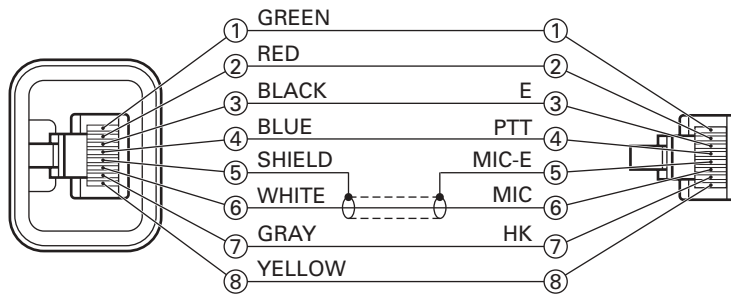 ① GREEN ①
② RED ②
③ BLACK E ③
④ BLUE PTT ④
⑤ SHIELD MIC-E ⑤
⑥ WHITE MIC ⑥
⑦ GRAY HK ⑦
⑧ YELLOW ⑧